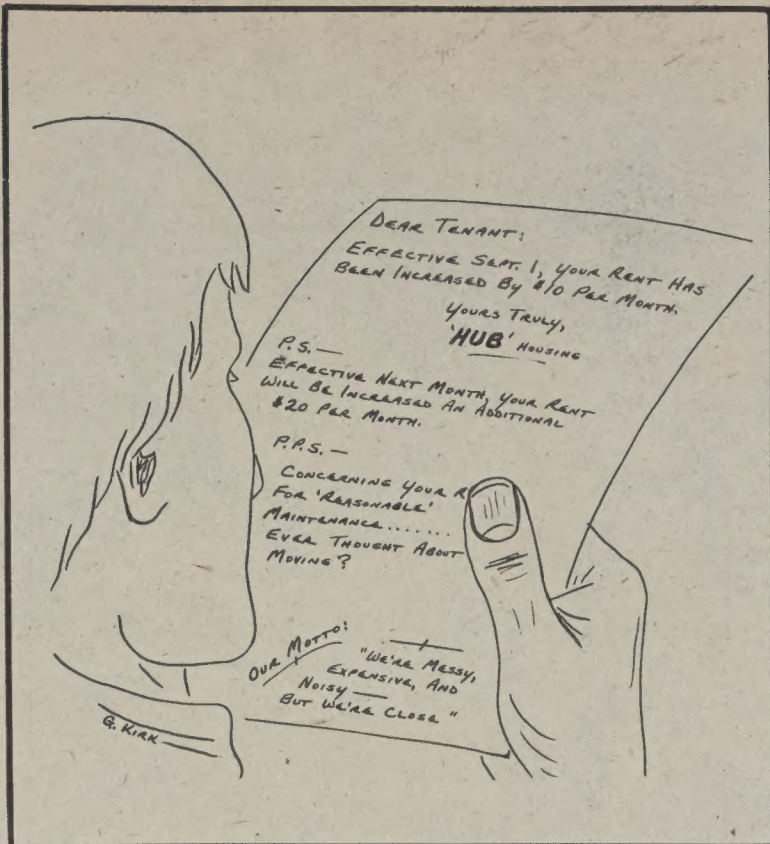 DEAR TENANT:
EFFECTIVE SEPT. 1, YOUR RENT HAS
BEEN INCREASED BY $10 PER MONTH.
YOURS TRULY,
'HUB' HOUSING
P.S. —
EFFECTIVE NEXT MONTH, YOUR RENT
WILL BE INCREASED AN ADDITIONAL
$20 PER MONTH.
P.P.S. —
CONCERNING YOUR R
FOR 'REASONABLE'
MAINTENANCE.......
EVER THOUGHT ABOUT
MOVING?
OUR MOTTO:
"WE'RE MESSY,
EXPENSIVE, AND
NOISY —
BUT WE'RE CLOSE"
G. KIRK